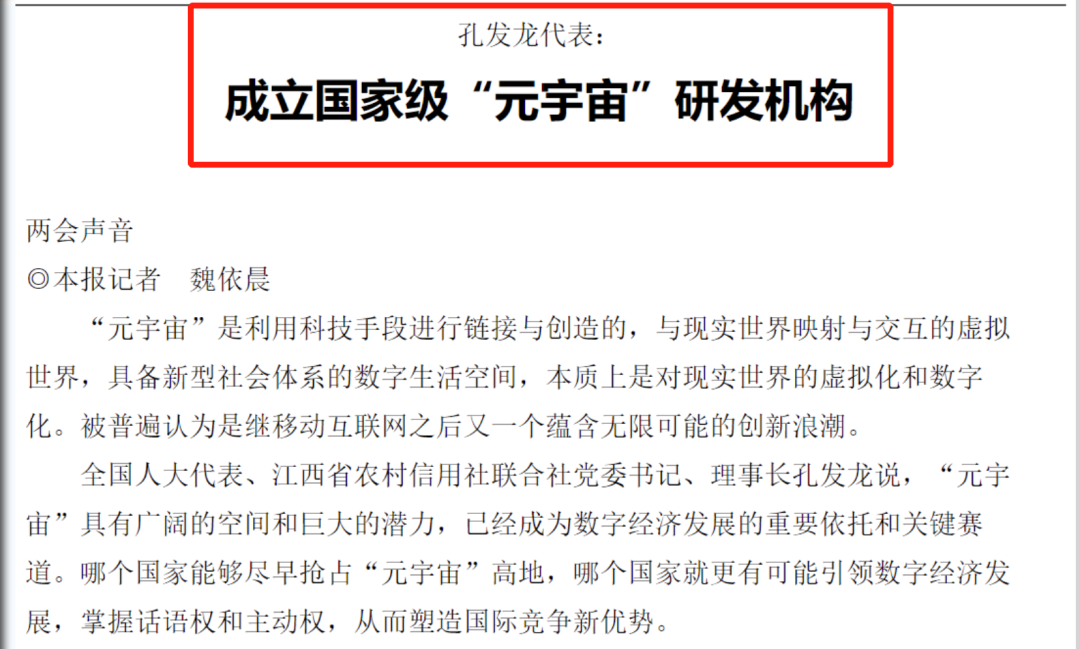 孔发龙代表：
成立国家级“元宇宙”研发机构
两会声音
◎本报记者　魏依晨
“元宇宙”是利用科技手段进行链接与创造的，与现实世界映射与交互的虚拟
世界，具备新型社会体系的数字生活空间，本质上是对现实世界的虚拟化和数字
化。被普遍认为是继移动互联网之后又一个蕴含无限可能的创新浪潮。
全国人大代表、江西省农村信用社联合社党委书记、理事长孔发龙说，“元宇
宙”具有广阔的空间和巨大的潜力，已经成为数字经济发展的重要依托和关键赛
道。哪个国家能够尽早抢占“元宇宙”高地，哪个国家就更有可能引领数字经济发
展，掌握话语权和主动权，从而塑造国际竞争新优势。